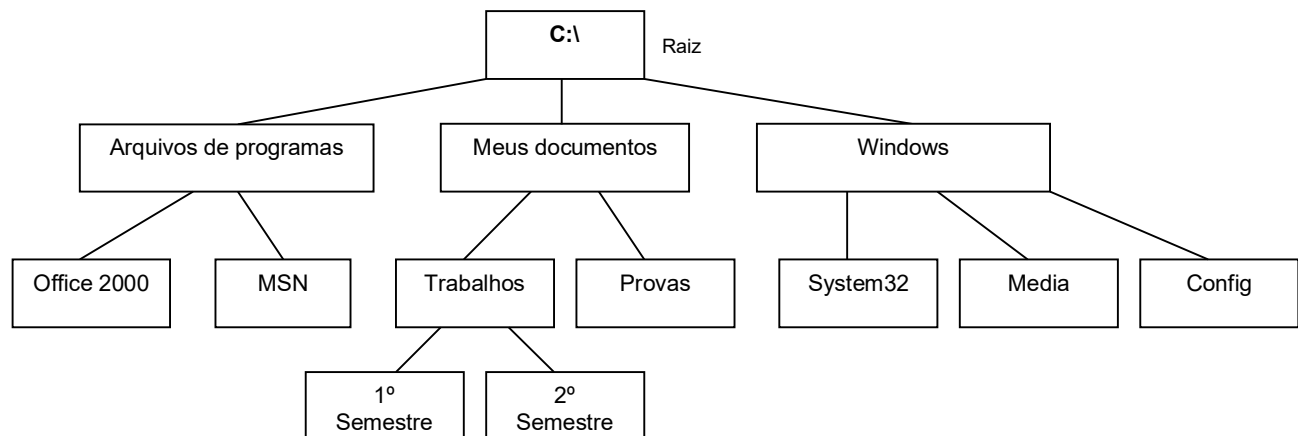 C:\
Raiz
Arquivos de programas
Meus documentos
Windows
Office 2000
MSN
Trabalhos
Provas
System32
Media
Config
1º
Semestre
2º
Semestre